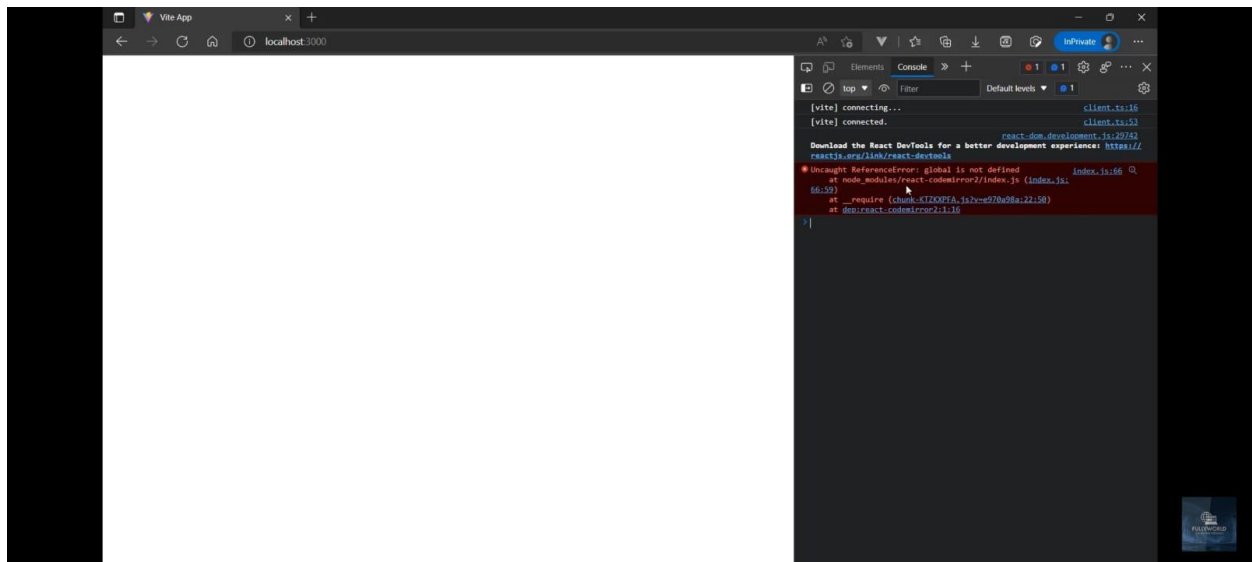 Vite App
localhost:3000
InPrivate
Elements Console
1 1
top Filter Default levels 1
[vite] connecting... client.ts:16
[vite] connected. client.ts:53
react-dom.development.js:29742
Download the React DevTools for a better development experience: https://
reactjs.org/link/react-devtools
Uncaught ReferenceError: global is not defined index.js:66
at node_modules/react-codemirror2/index.js (index.js:
66:59)
at __require (chunk-KTZKXPFA.js?v=e970a98a:22:50)
at dep:react-codemirror2:1:16
FULLYWORLD